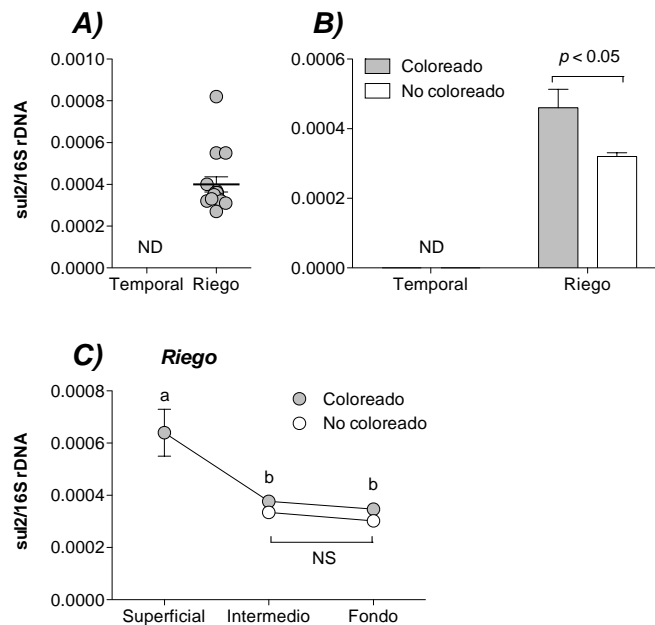 A)
0.0010
0.0008
0.0006
0.0004
0.0002
0.0000
sul2/16S rDNA
ND
Temporal Riego
B)
0.0006
0.0004
0.0002
0.0000
Coloreado
No coloreado
p < 0.05
ND
Temporal Riego
C) Riego
0.0008
0.0006
0.0004
0.0002
0.0000
sul2/16S rDNA
a
b b
Coloreado
No coloreado
NS
Superficial Intermedio Fondo